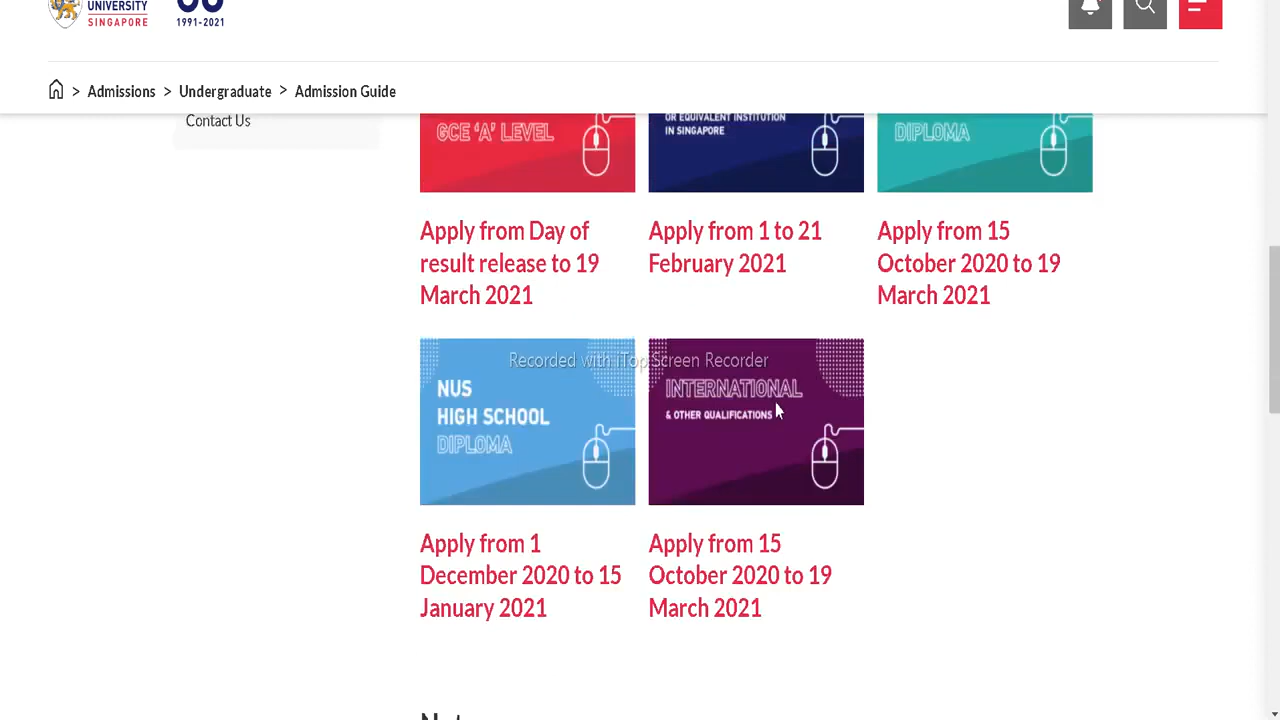 UNIVERSITY
SINGAPORE
1991-2021
> Admissions > Undergraduate > Admission Guide
Contact Us
GCE 'A' LEVEL
OR EQUIVALENT INSTITUTION
IN SINGAPORE
DIPLOMA
Apply from Day of
result release to 19
March 2021
Apply from 1 to 21
February 2021
Apply from 15
October 2020 to 19
March 2021
Recorded with iTop Screen Recorder
NUS
HIGH SCHOOL
DIPLOMA
INTERNATIONAL
& OTHER QUALIFICATIONS
Apply from 1
December 2020 to 15
January 2021
Apply from 15
October 2020 to 19
March 2021